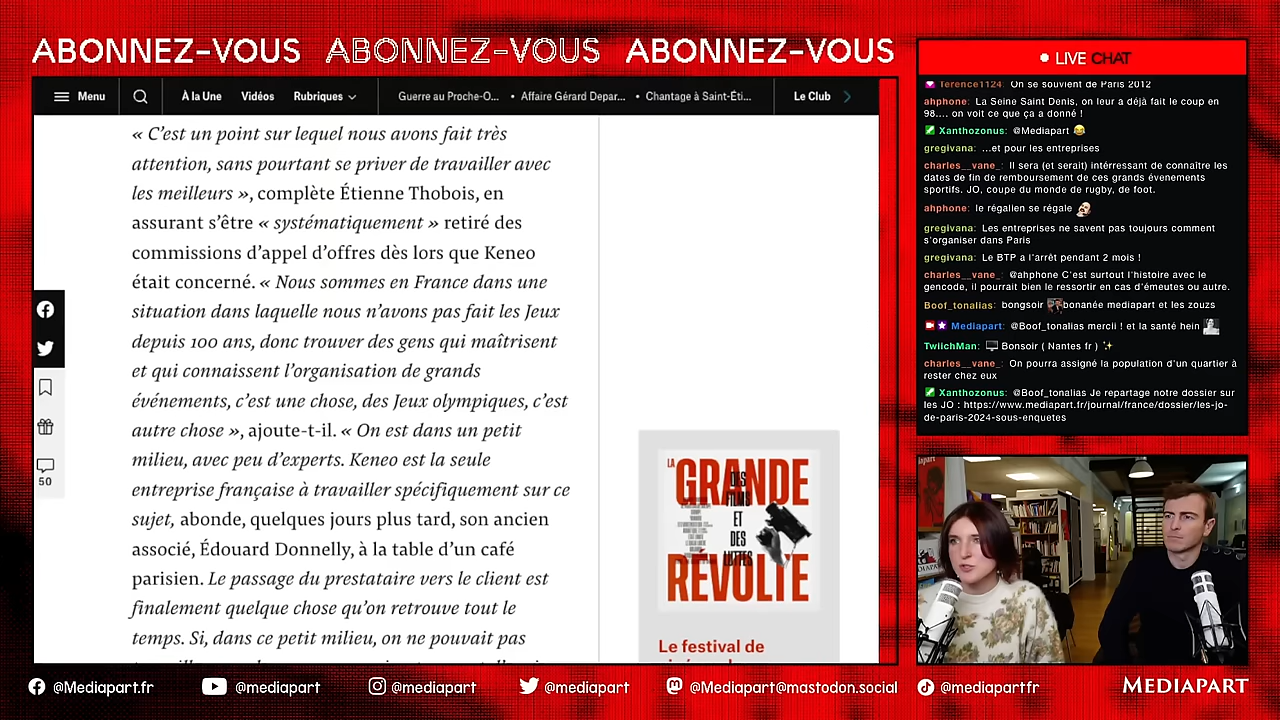 ABONNEZ-VOUS ABONNEZ-VOUS ABONNEZ-VOUS
Menu
À la Une
Vidéos
Rubriques
Guerre au Proche-O...
• Affaires Gérard Depar...
• Chantage à Saint-Éti...
Le Club
« C’est un point sur lequel nous avons fait très
attention, sans pourtant se priver de travailler avec
les meilleurs », complète Étienne Thobois, en
assurant s’être « systématiquement » retiré des
commissions d’appel d’offres dès lors que Keneo
était concerné. « Nous sommes en France dans une
situation dans laquelle nous n’avons pas fait les Jeux
depuis 100 ans, donc trouver des gens qui maîtrisent
et qui connaissent l’organisation de grands
événements, c’est une chose, des Jeux olympiques, c’est
autre chose », ajoute-t-il. « On est dans un petit
milieu, avec peu d’experts. Keneo est la seule
entreprise française à travailler spécifiquement sur ce
sujet, abonde, quelques jours plus tard, son ancien
associé, Édouard Donnelly, à la table d’un café
parisien. Le passage du prestataire vers le client est
finalement quelque chose qu’on retrouve tout le
temps. Si, dans ce petit milieu, on ne pouvait pas
50
LA
GRANDE
DES
FILMS
ET
DES
LUTTES
RÉVOLTE
Le festival de
LIVE CHAT
Terence1124: On se souvient de Paris 2012
ahphone: La Seine Saint Denis, on leur a déjà fait le coup en
98.... on voit ce que ça a donné !
Xanthozonus: @Mediapart
gregivana: ...et pour les entreprises
charles__vane_: Il sera (et serait) intérressant de connaître les
dates de fin de remboursement de ces grands évenements
sportifs. JO, coupe du monde de rugby, de foot.
ahphone: le régalien se régale
gregivana: Les entreprises ne savent pas toujours comment
s’organiser dans Paris
gregivana: Le BTP a l’arrêt pendant 2 mois !
charles__vane_: @ahphone C’est surtout l’histoire avec le
gencode, il pourrait bien le ressortir en cas d’émeutes ou autre.
Boof_tonalias: bongsoir bonanée mediapart et les zouzs
Mediapart: @Boof_tonalias mercii ! et la santé hein
TwiichMan: Bonsoir ( Nantes fr )
charles__vane_: On pourra assigné la population d’un quartier à
rester chez eux
Xanthozonus: @Boof_tonalias Je repartage notre dossier sur
les JO : https://www.mediapart.fr/journal/france/dossier/les-jo-
de-paris-2024-sous-enquetes
@Mediapart.fr
@mediapart
@mediapart
@mediapart
@Mediapart@mastodon.social
@mediapartfr
MEDIAPART